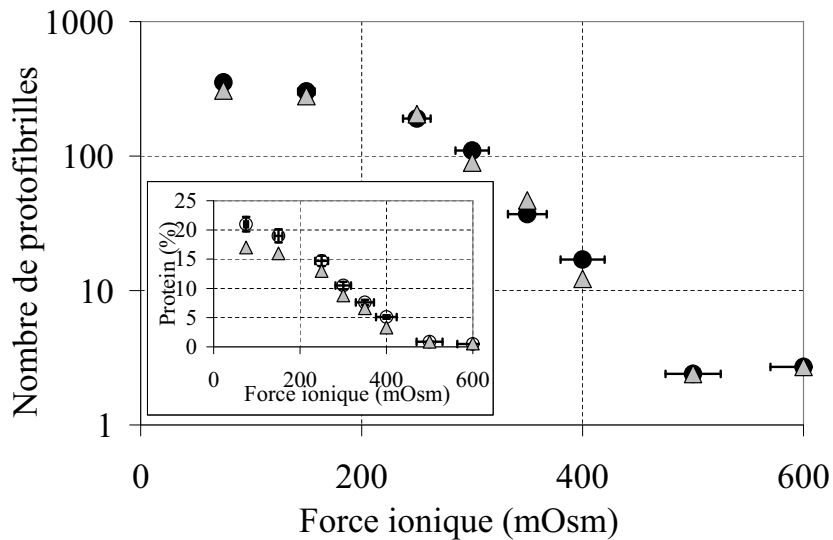 1000
100
10
1
Nombre de protofibrilles
0 200 400 600
Force ionique (mOsm)
25
20
15
10
5
0
Protein (%)
0 200 400 600
Force ionique (mOsm)